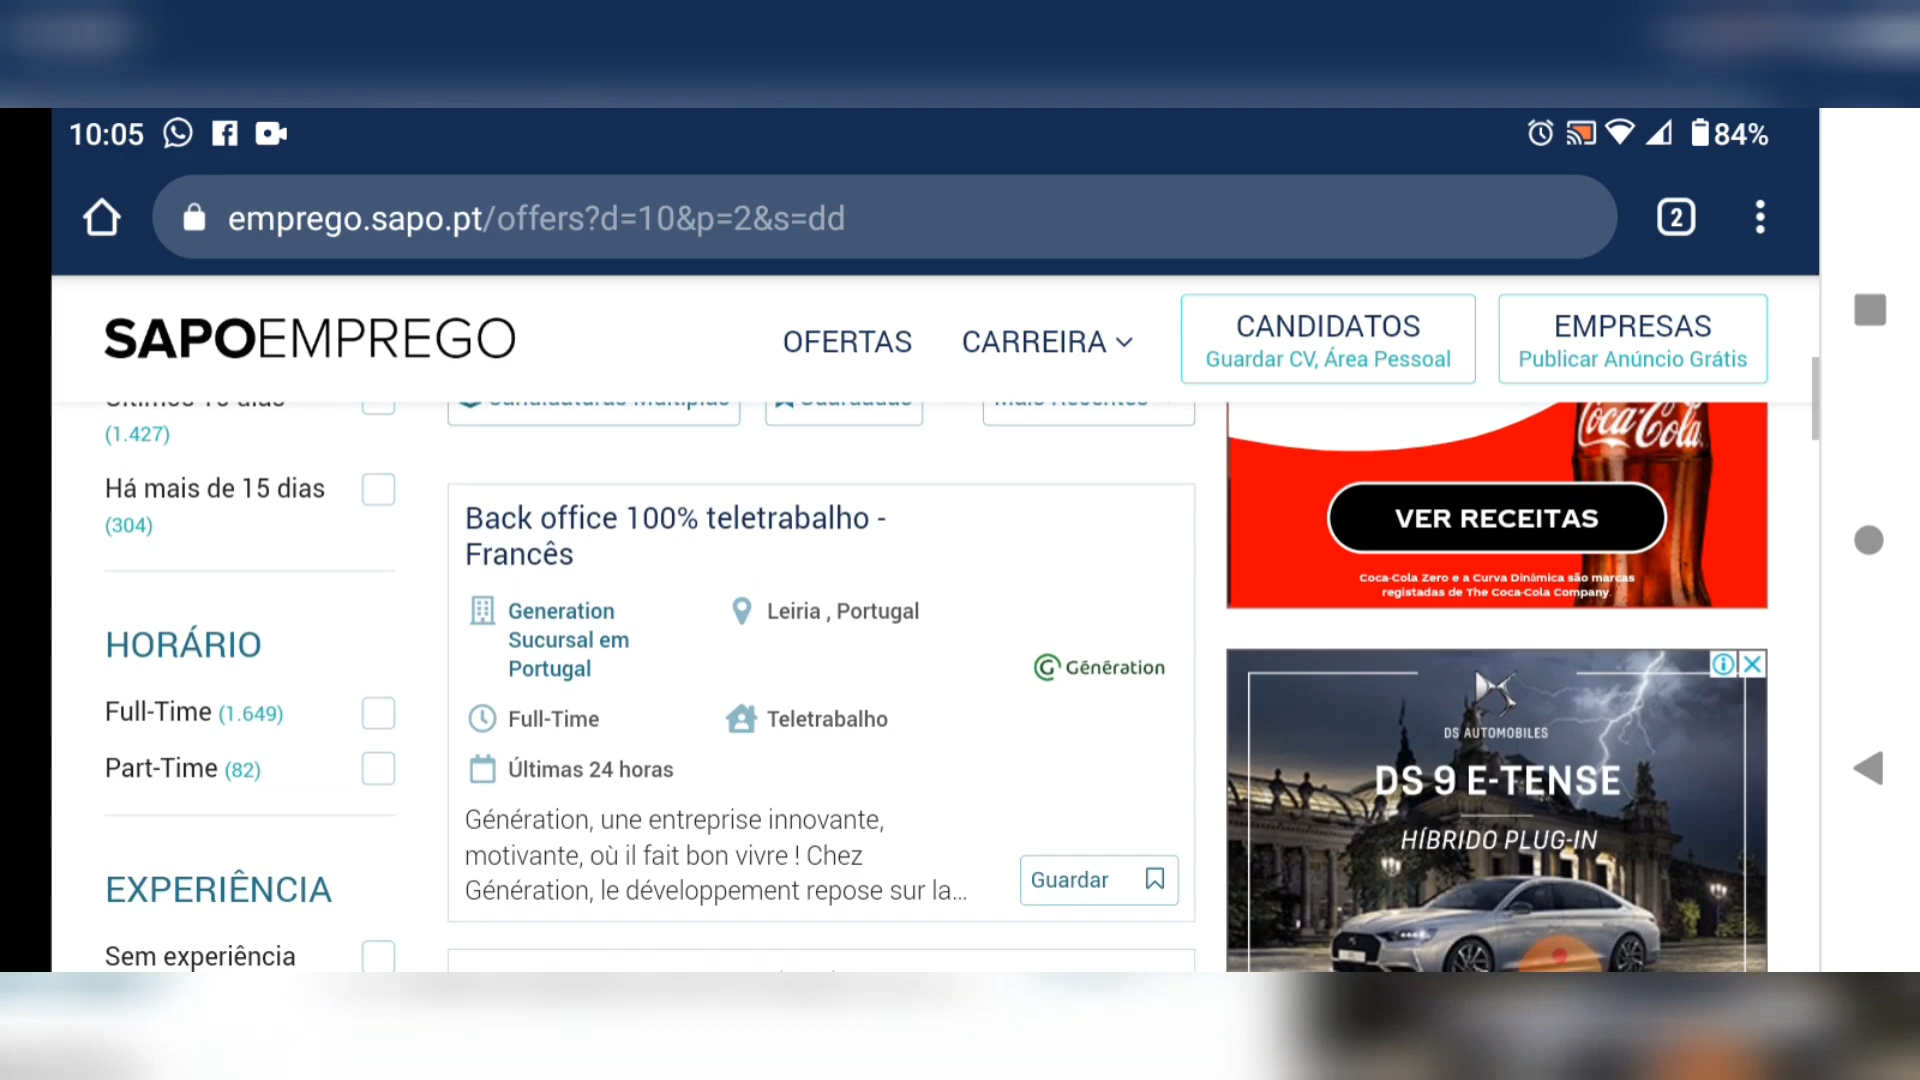 10:05
84%
emprego.sapo.pt/offers?d=10&p=2&s=dd
2
SAPOEMPREGO
OFERTAS
CARREIRA
CANDIDATOS
Guardar CV, Área Pessoal
EMPRESAS
Publicar Anúncio Grátis
(1.427)
Há mais de 15 dias
(304)
HORÁRIO
Full-Time (1.649)
Part-Time (82)
EXPERIÊNCIA
Sem experiência
Back office 100% teletrabalho -
Francês
Generation
Sucursal em
Portugal
Leiria , Portugal
Génération
Full-Time
Teletrabalho
Últimas 24 horas
Génération, une entreprise innovante,
motivante, où il fait bon vivre ! Chez
Génération, le développement repose sur la...
Guardar
Coca-Cola
VER RECEITAS
Coca-Cola Zero e a Curva Dinâmica são marcas
registadas de The Coca-Cola Company.
DS AUTOMOBILES
DS 9 E-TENSE
HÍBRIDO PLUG-IN